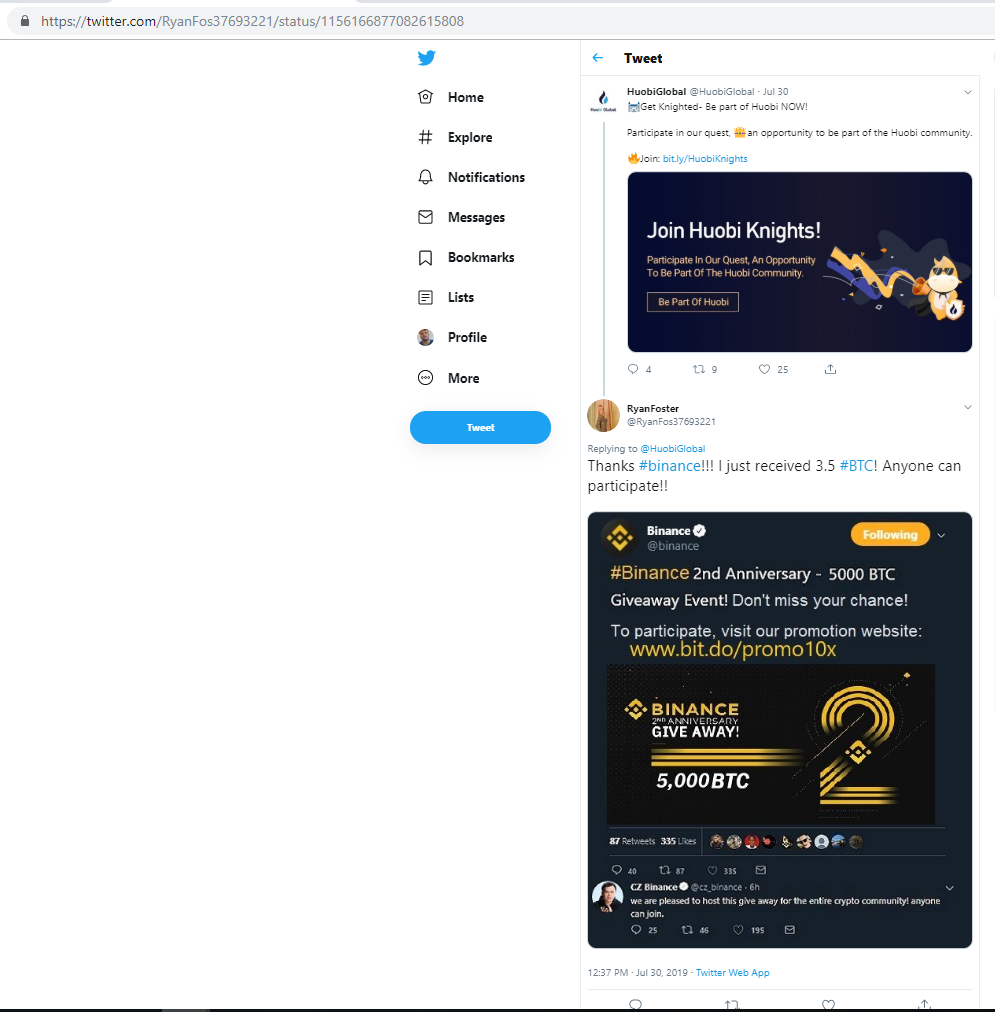 https://twitter.com/RyanFos37693221/status/1156166877082615808
Home
Explore
Notifications
Messages
Bookmarks
Lists
Profile
More
Tweet
Tweet
HuobiGlobal @HuobiGlobal · Jul 30
Get Knighted- Be part of Huobi NOW!
Participate in our quest, an opportunity to be part of the Huobi community.
Join: bit.ly/HuobiKnights
Join Huobi Knights!
Participate In Our Quest, An Opportunity
To Be Part Of The Huobi Community.
Be Part Of Huobi
4 9 25
RyanFoster
@RyanFos37693221
Replying to @HuobiGlobal
Thanks #binance!!! I just received 3.5 #BTC! Anyone can
participate!!
Binance
@binance
Following
#Binance 2nd Anniversary - 5000 BTC
Giveaway Event! Don't miss your chance!
To participate, visit our promotion website:
www.bit.do/promo10x
BINANCE
2ND ANNIVERSARY
GIVE AWAY!
5,000BTC
2
87 Retweets 335 Likes
40 87 335
CZ Binance @cz_binance · 6h
we are pleased to host this give away for the entire crypto community! anyone
can join.
25 46 195
12:37 PM · Jul 30, 2019 · Twitter Web App